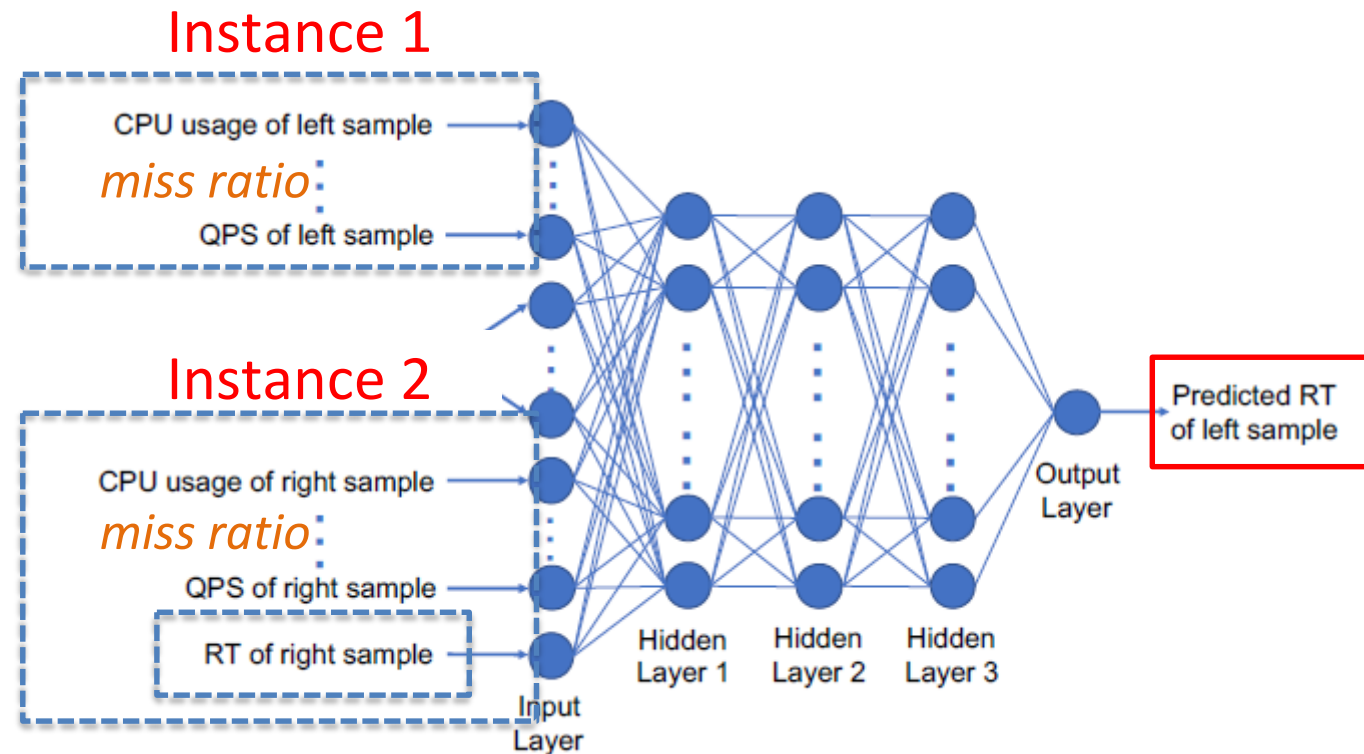 Instance 1
CPU usage of left sample
miss ratio
QPS of left sample
Instance 2
CPU usage of right sample
miss ratio
QPS of right sample
RT of right sample
Input
Layer
Hidden
Layer 1
Hidden
Layer 2
Hidden
Layer 3
Output
Layer
Predicted RT
of left sample